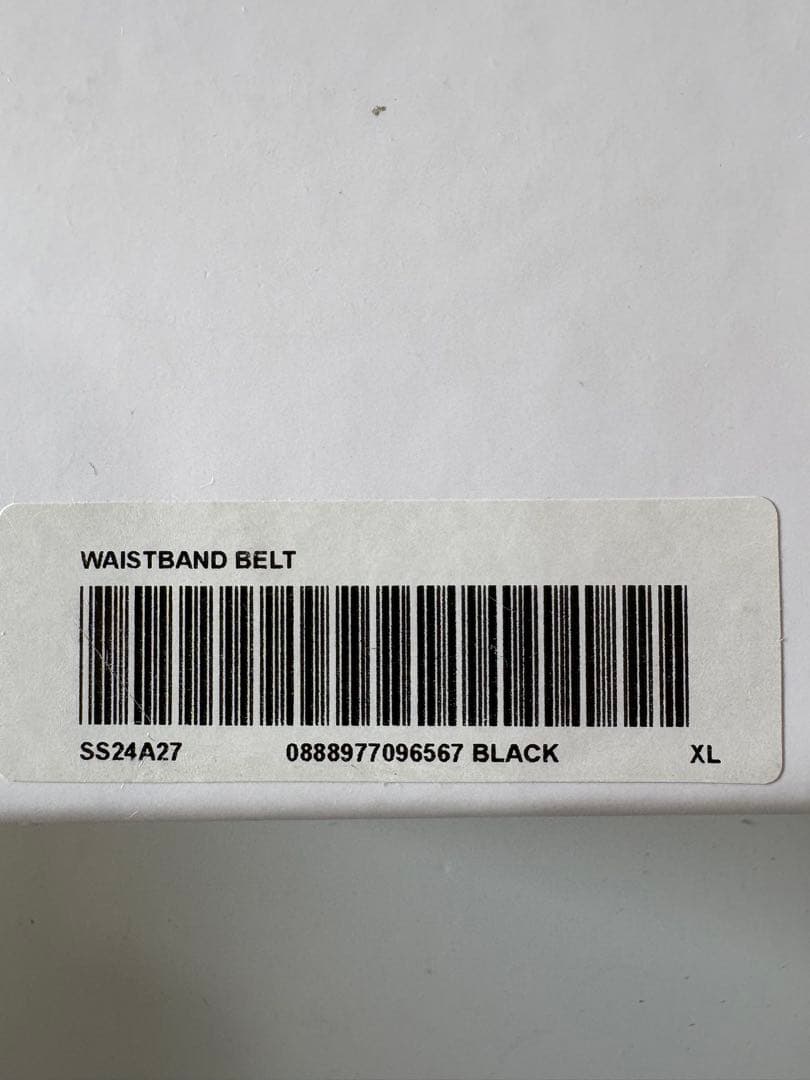 WAISTBAND BELT
SS24A27 0888977096567 BLACK XL